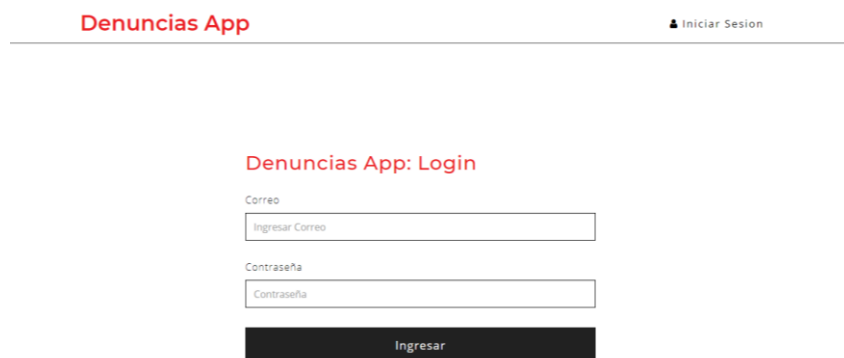 Denuncias App
Iniciar Sesion
Denuncias App: Login
Correo
Ingresar Correo
Contraseña
Contraseña
Ingresar